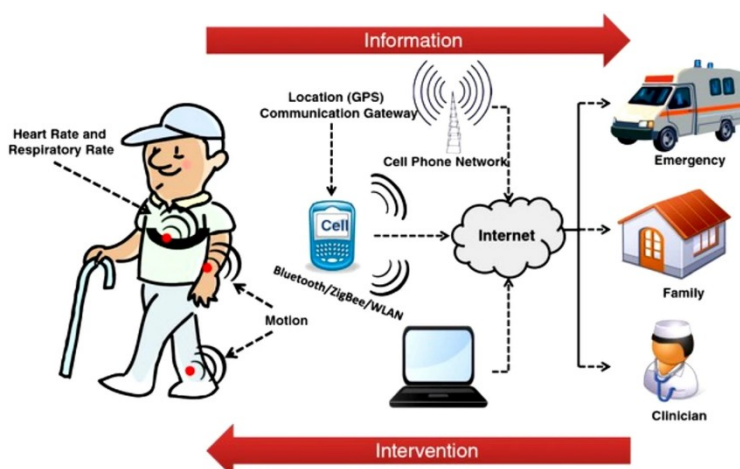 Information
Location (GPS)
Communication Gateway
Heart Rate and
Respiratory Rate
Cell Phone Network
Emergency
Cell
Internet
Bluetooth/ZigBee/WLAN
Family
Motion
Clinician
Intervention